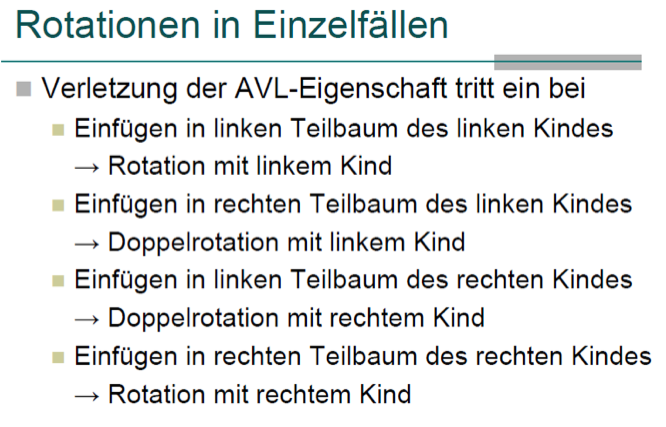 Rotationen in Einzelfällen
Verletzung der AVL-Eigenschaft tritt ein bei
Einfügen in linken Teilbaum des linken Kindes
→ Rotation mit linkem Kind
Einfügen in rechten Teilbaum des linken Kindes
→ Doppelrotation mit linkem Kind
Einfügen in linken Teilbaum des rechten Kindes
→ Doppelrotation mit rechtem Kind
Einfügen in rechten Teilbaum des rechten Kindes
→ Rotation mit rechtem Kind